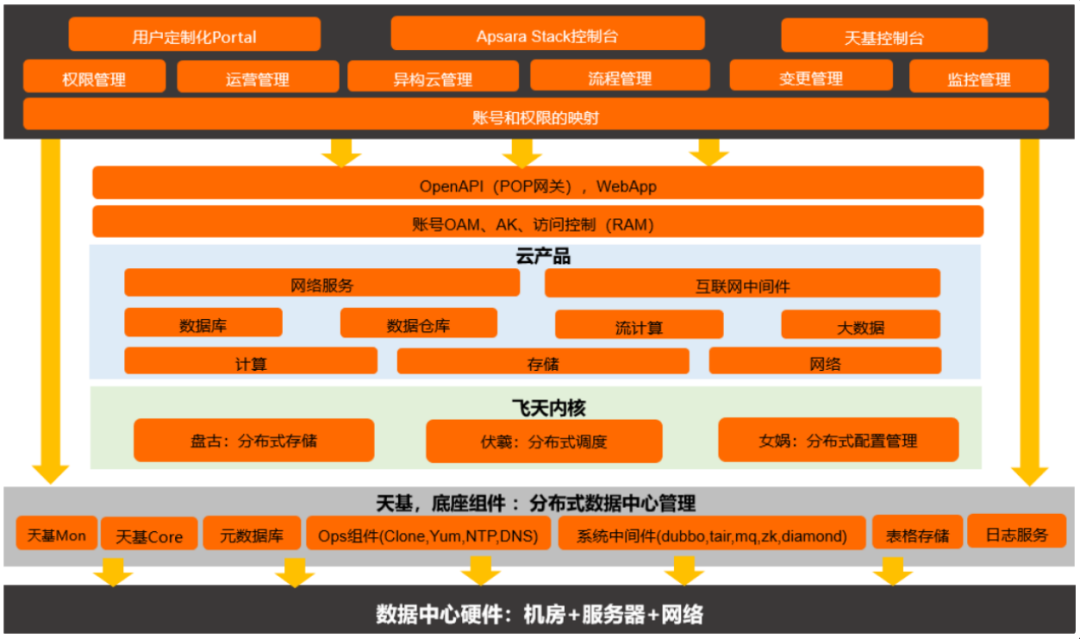 用户定制化Portal
Apsara Stack控制台
天基控制台
权限管理
运营管理
异构云管理
流程管理
变更管理
监控管理
账号和权限的映射
OpenAPI（POP网关），WebApp
账号OAM、AK、访问控制（RAM）
云产品
网络服务
互联网中间件
数据库
数据仓库
流计算
大数据
计算
存储
网络
飞天内核
盘古：分布式存储
伏羲：分布式调度
女娲：分布式配置管理
天基，底座组件：分布式数据中心管理
天基Mon
天基Core
元数据库
Ops组件(Clone,Yum,NTP,DNS)
系统中间件(dubbo,tair,mq,zk,diamond)
表格存储
日志服务
数据中心硬件：机房+服务器+网络